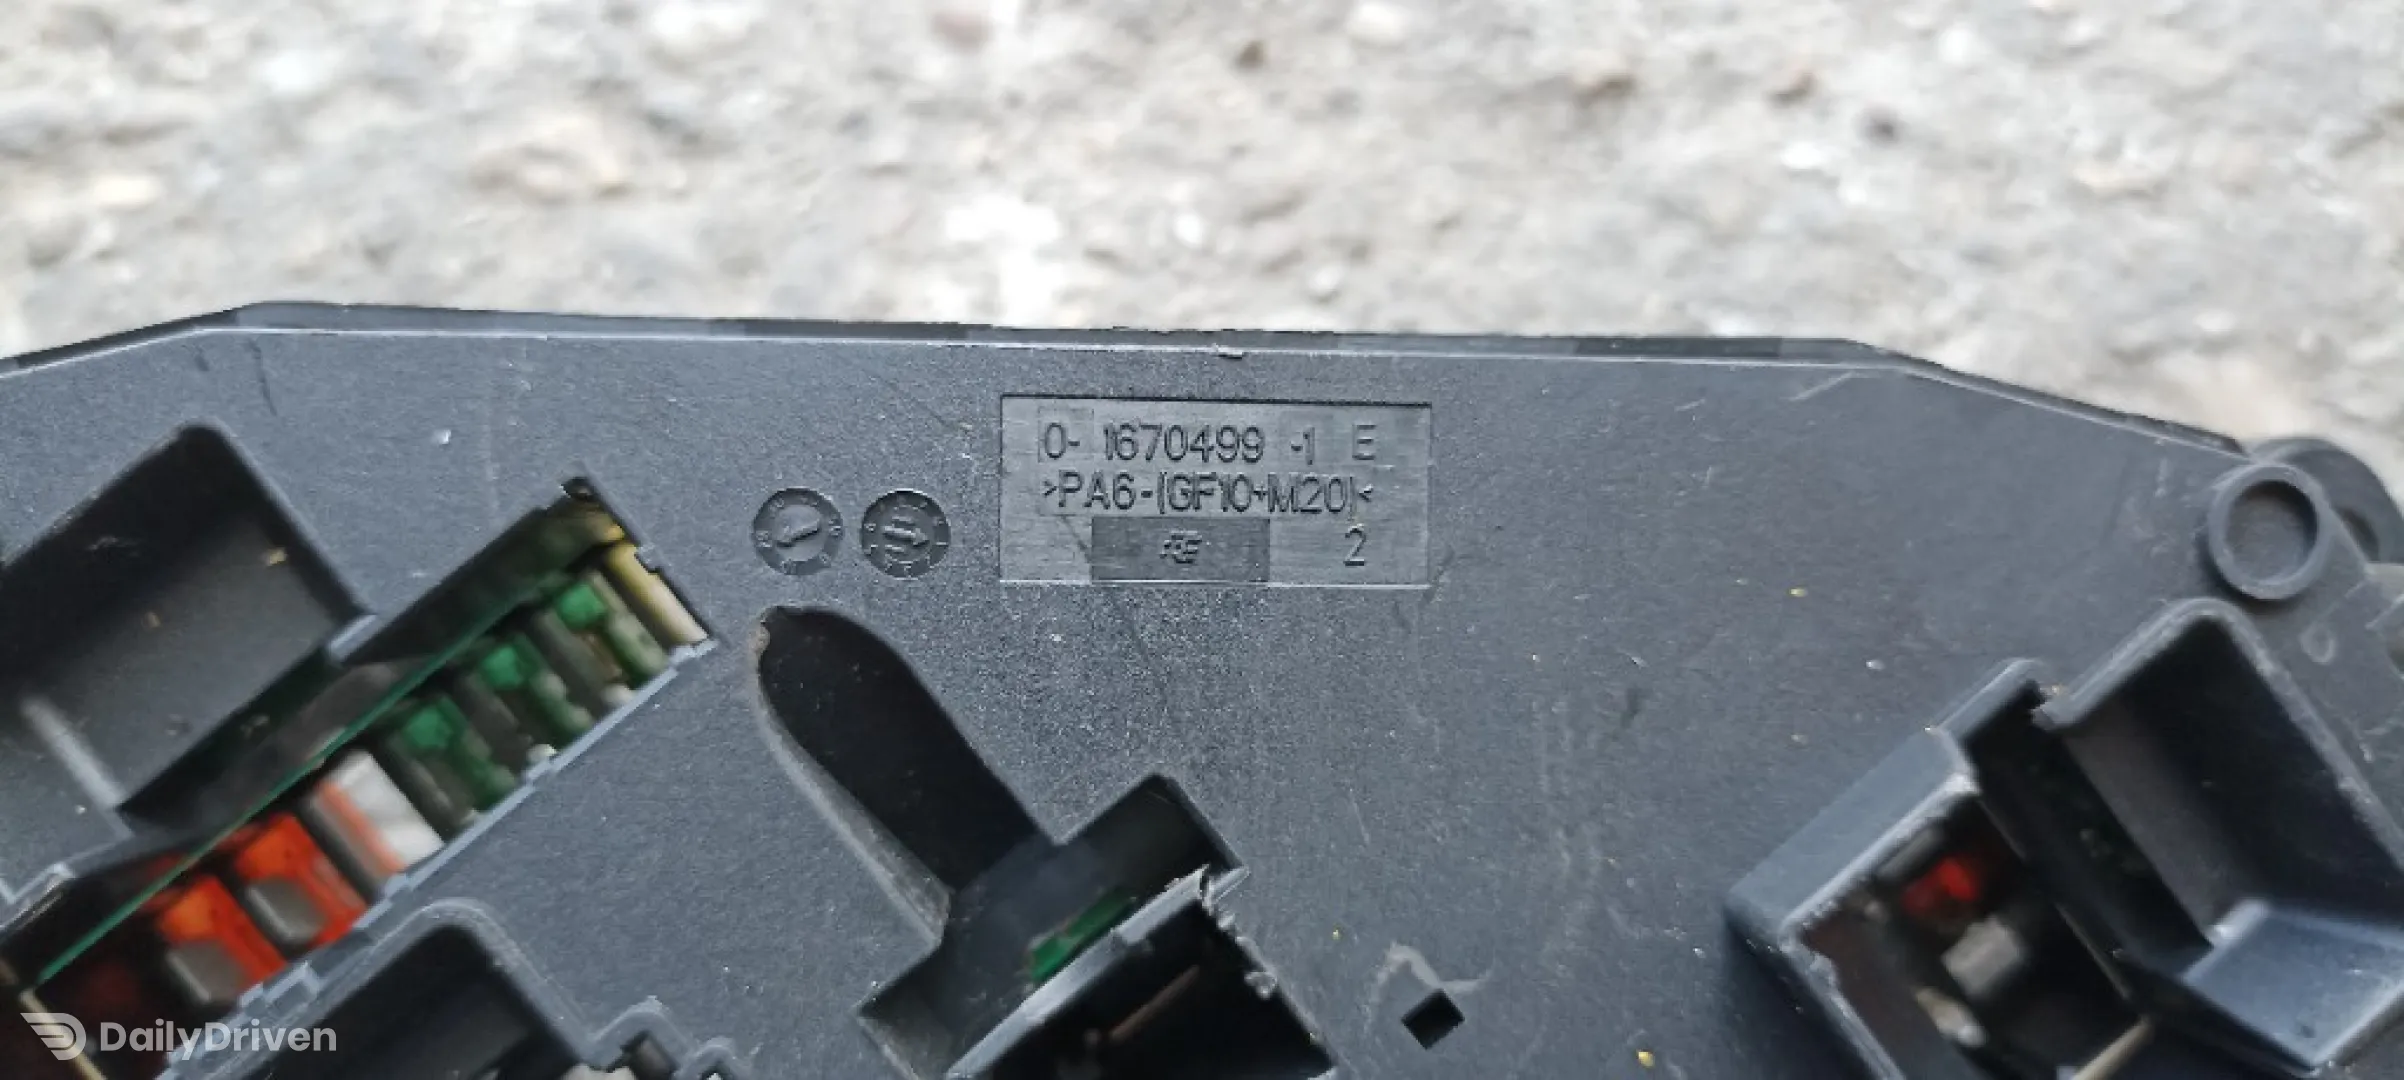 0- 1670499 -1 E
>PA6-(GF10+M20)<
2
DailyDriven